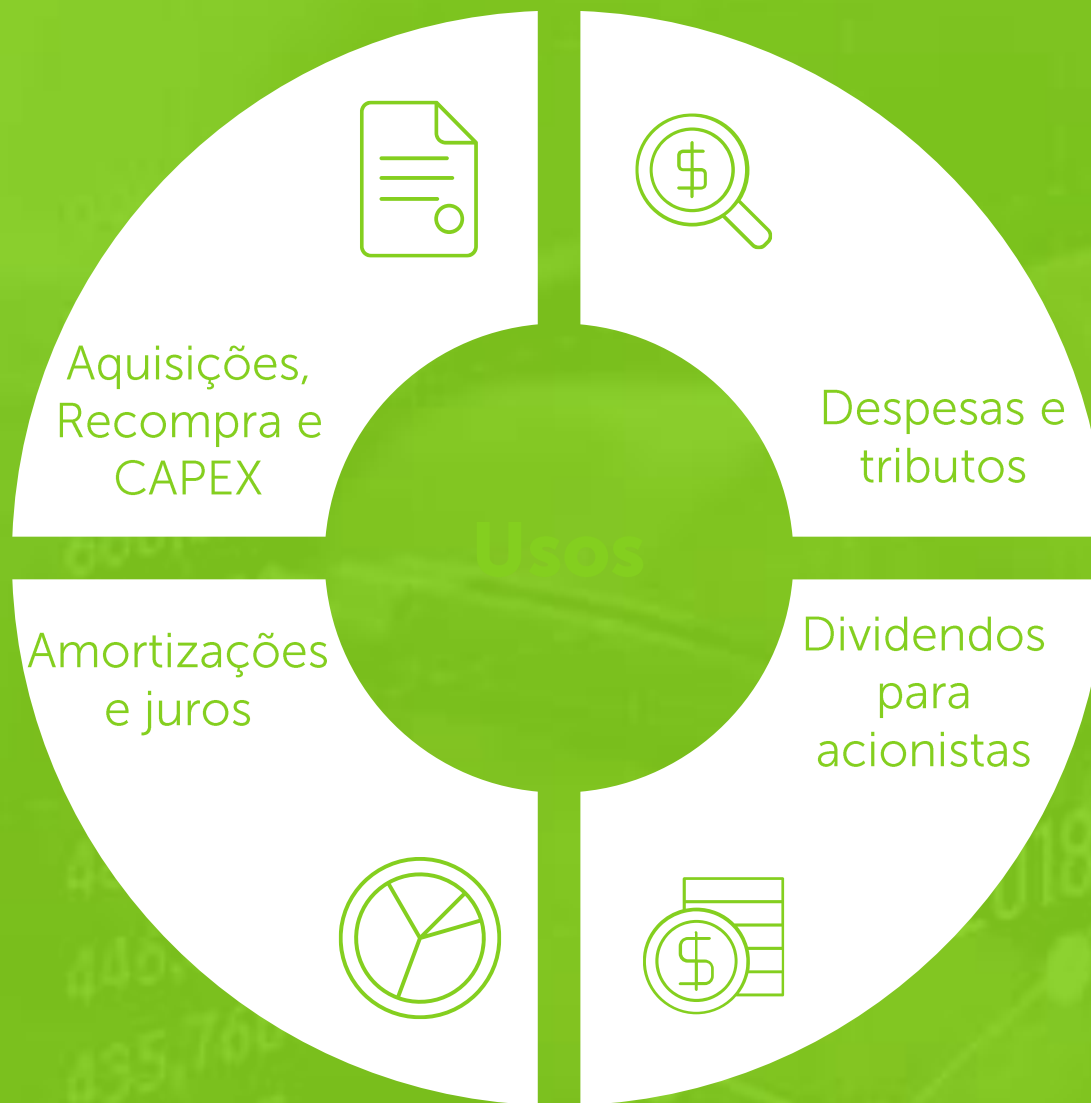 Aquisições,
Recompra e
CAPEX
Despesas e
tributos
Usos
Amortizações
e juros
Dividendos
para
acionistas